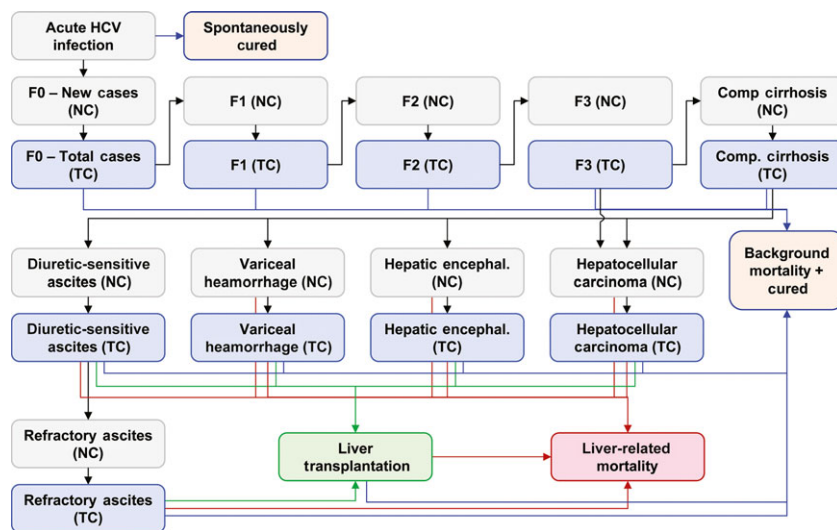 Acute HCV
infection
Spontaneously
cured
F0 – New cases
(NC)
F1 (NC)
F2 (NC)
F3 (NC)
Comp cirrhosis
(NC)
F0 – Total cases
(TC)
F1 (TC)
F2 (TC)
F3 (TC)
Comp. cirrhosis
(TC)
Diuretic-sensitive
ascites (NC)
Variceal
heamorrhage (NC)
Hepatic encephal.
(NC)
Hepatocellular
carcinoma (NC)
Background
mortality +
cured
Diuretic-sensitive
ascites (TC)
Variceal
heamorrhage (TC)
Hepatic encephal.
(TC)
Hepatocellular
carcinoma (TC)
Refractory ascites
(NC)
Liver
transplantation
Liver-related
mortality
Refractory ascites
(TC)